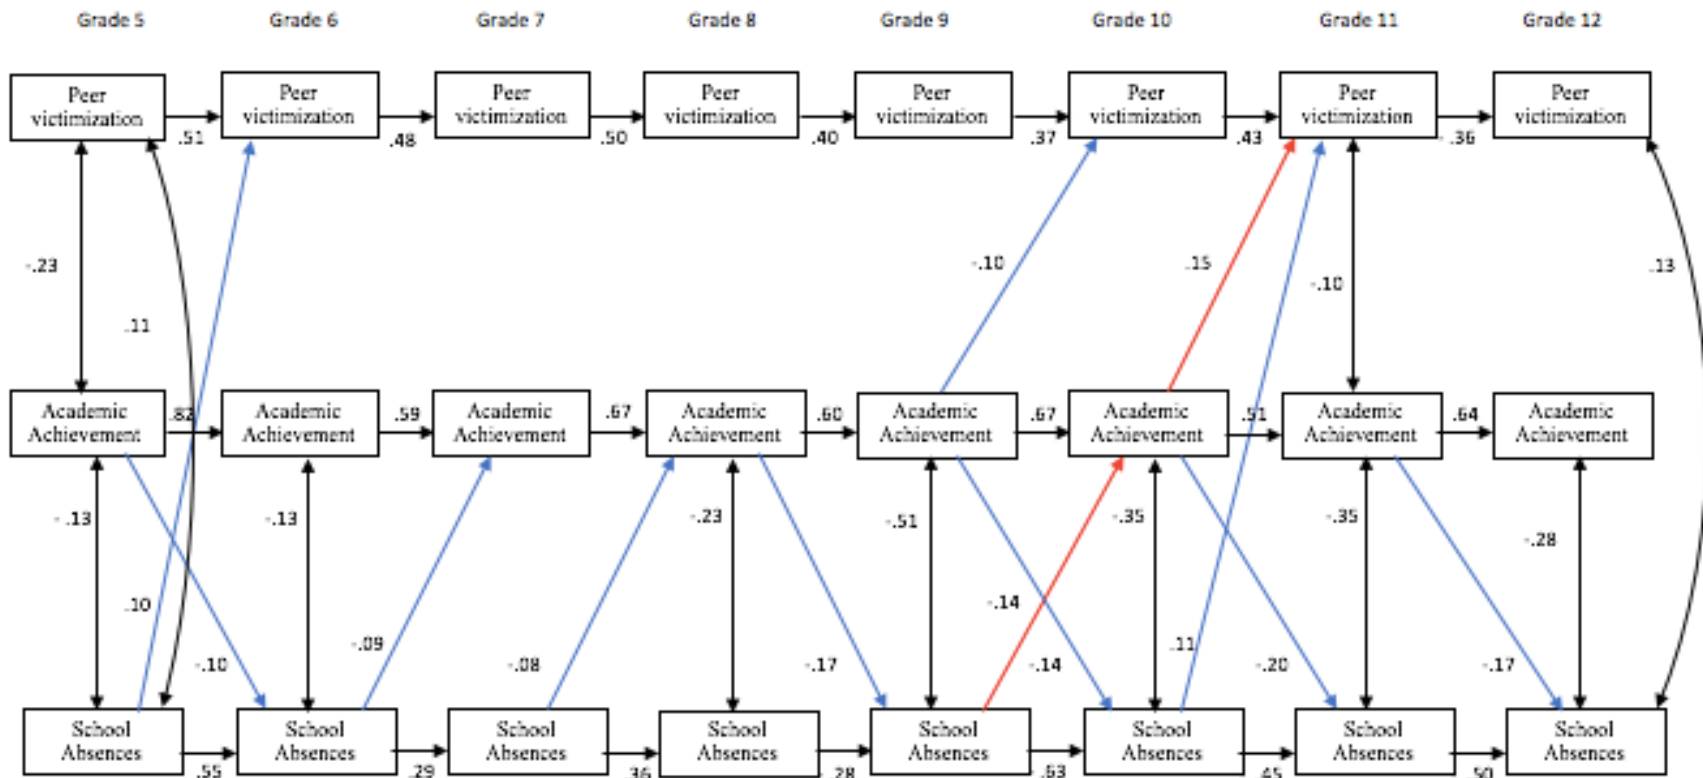 Grade 5 Grade 6 Grade 7 Grade 8 Grade 9 Grade 10 Grade 11 Grade 12
Peer Peer Peer Peer Peer Peer Peer Peer
victimization victimization victimization victimization victimization victimization victimization victimization
.51 .48 .50 .40 .37 .43 - .36
-.23 -.10 .15 -.10 .13
.11
.82 .59 .67 .60 .67 .51 .64
Academic Academic Academic Academic Academic Academic Academic Academic
Achievement Achievement Achievement Achievement Achievement Achievement Achievement Achievement
- .13 -.13 -.23 -.51 -.35 -.35 -.28
.10 -.14
-.09 .11
-.10 -.08 -.17 -.14 -.20 -.17
School School School School School School School School
Absences Absences Absences Absences Absences Absences Absences Absences
.55 .29 .36 .28 .63 .45 .50